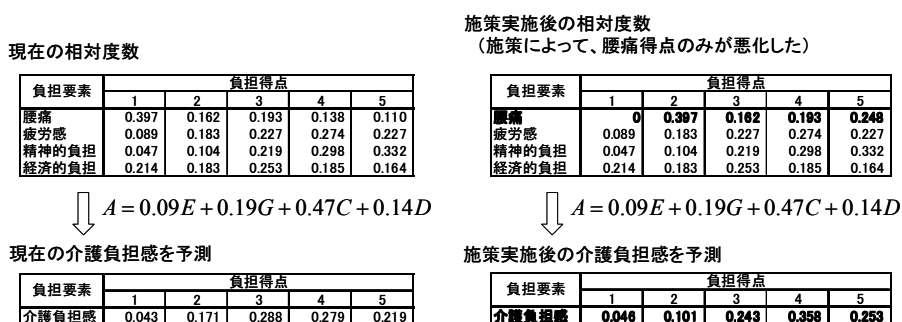 現在の相対度数
負担要素 負担得点
1 2 3 4 5
腰痛 0.397 0.162 0.193 0.138 0.110
疲労感 0.089 0.183 0.227 0.274 0.227
精神的負担 0.047 0.104 0.219 0.298 0.332
経済的負担 0.214 0.183 0.253 0.185 0.164
A = 0.09E + 0.19G + 0.47C + 0.14D
現在の介護負担感を予測
負担要素 負担得点
1 2 3 4 5
介護負担感 0.043 0.171 0.288 0.279 0.219
施策実施後の相対度数
(施策によって、腰痛得点のみが悪化した)
負担要素 負担得点
1 2 3 4 5
腰痛 0 0.397 0.162 0.193 0.248
疲労感 0.089 0.183 0.227 0.274 0.227
精神的負担 0.047 0.104 0.219 0.298 0.332
経済的負担 0.214 0.183 0.253 0.185 0.164
A = 0.09E + 0.19G + 0.47C + 0.14D
施策実施後の介護負担感を予測
負担要素 負担得点
1 2 3 4 5
介護負担感 0.046 0.101 0.243 0.358 0.253